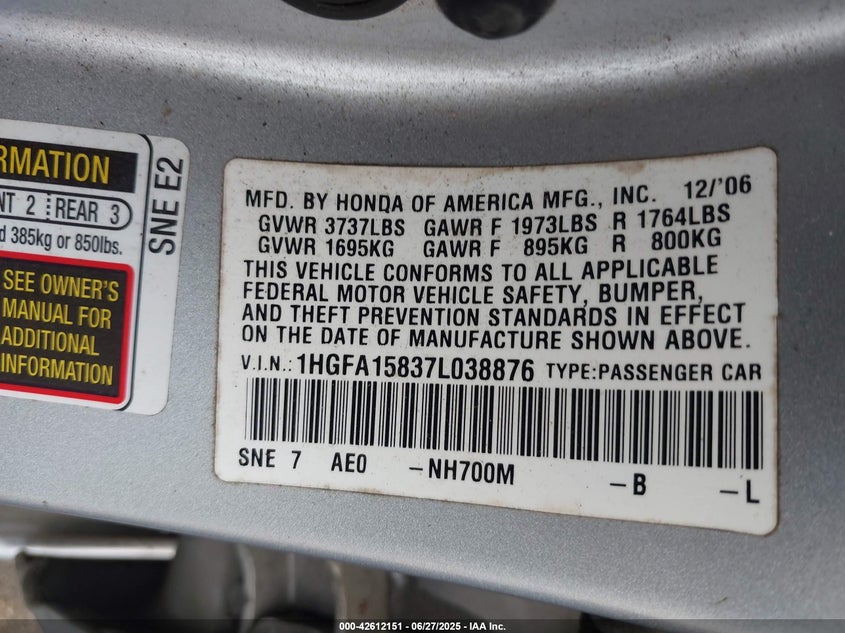 RMATION
NT 2 REAR 3
d 385kg or 850lbs.
SEE OWNER'S
MANUAL FOR
ADDITIONAL
INFORMATION
SNE E2
MFD. BY HONDA OF AMERICA MFG., INC. 12/'06
GVWR 3737LBS GAWR F 1973LBS R 1764LBS
GVWR 1695KG GAWR F 895KG R 800KG
THIS VEHICLE CONFORMS TO ALL APPLICABLE
FEDERAL MOTOR VEHICLE SAFETY, BUMPER,
AND THEFT PREVENTION STANDARDS IN EFFECT
ON THE DATE OF MANUFACTURE SHOWN ABOVE.
V.I.N.: 1HGFA15837L038876 TYPE:PASSENGER CAR
SNE 7 AE0 -NH700M -B -L
000-42612151 | 06/27/2025 - IAA Inc.